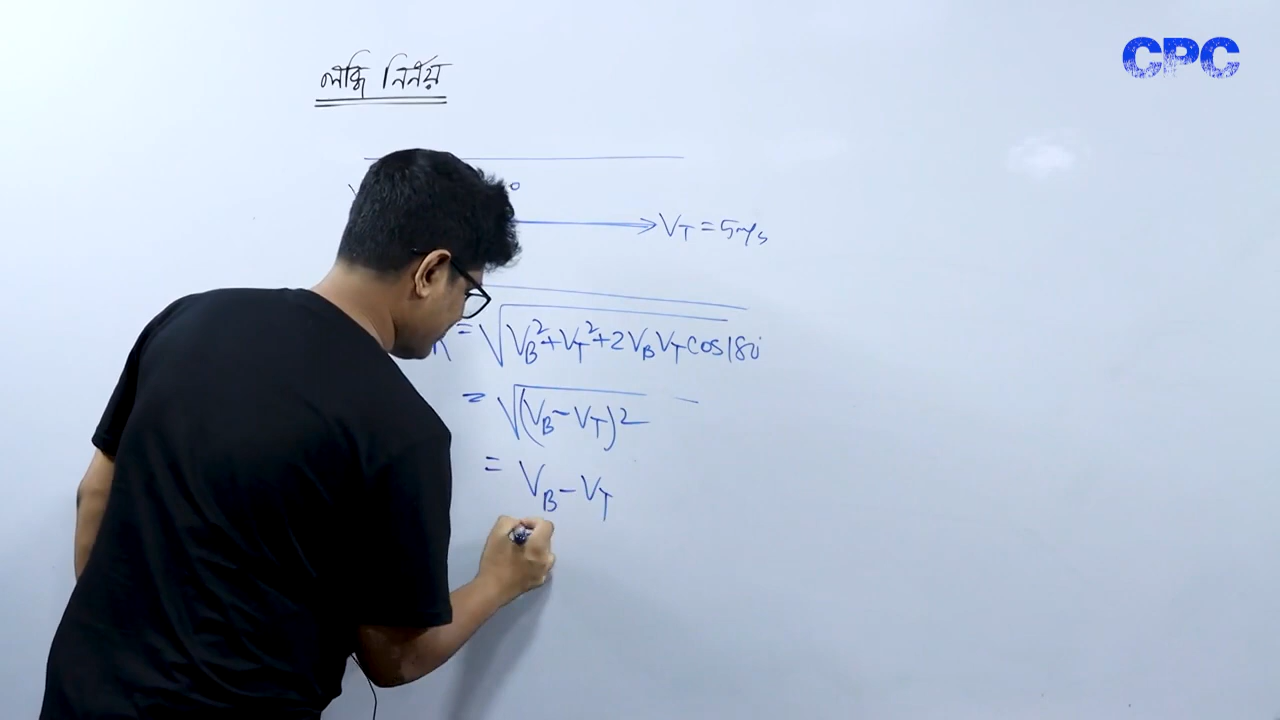 CPC
লব্ধি নির্ণয়
V_T = 5m/s
R = √(V_B² + V_T² + 2V_B V_T cos180°)
= √(V_B − V_T)²
= V_B − V_T